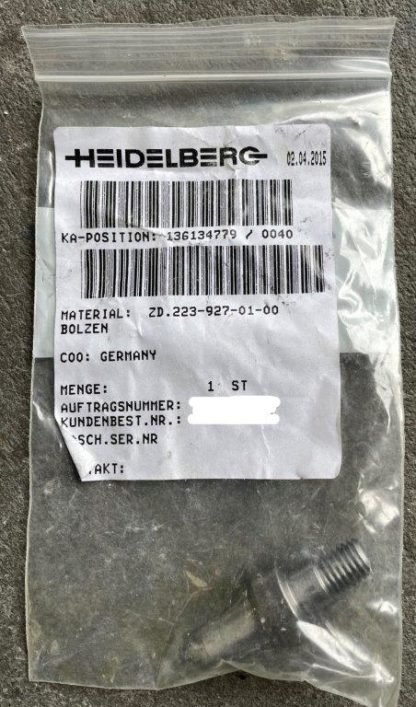 HEIDELBERG 02.04.2015
KA-POSITION: 136134779 / 0040
MATERIAL: ZD.223-927-01-00
BOLZEN
COO: GERMANY
MENGE: 1 ST
AUFTRAGSNUMMER:
KUNDENBEST.NR.:
SCH.SER.NR
AKT: